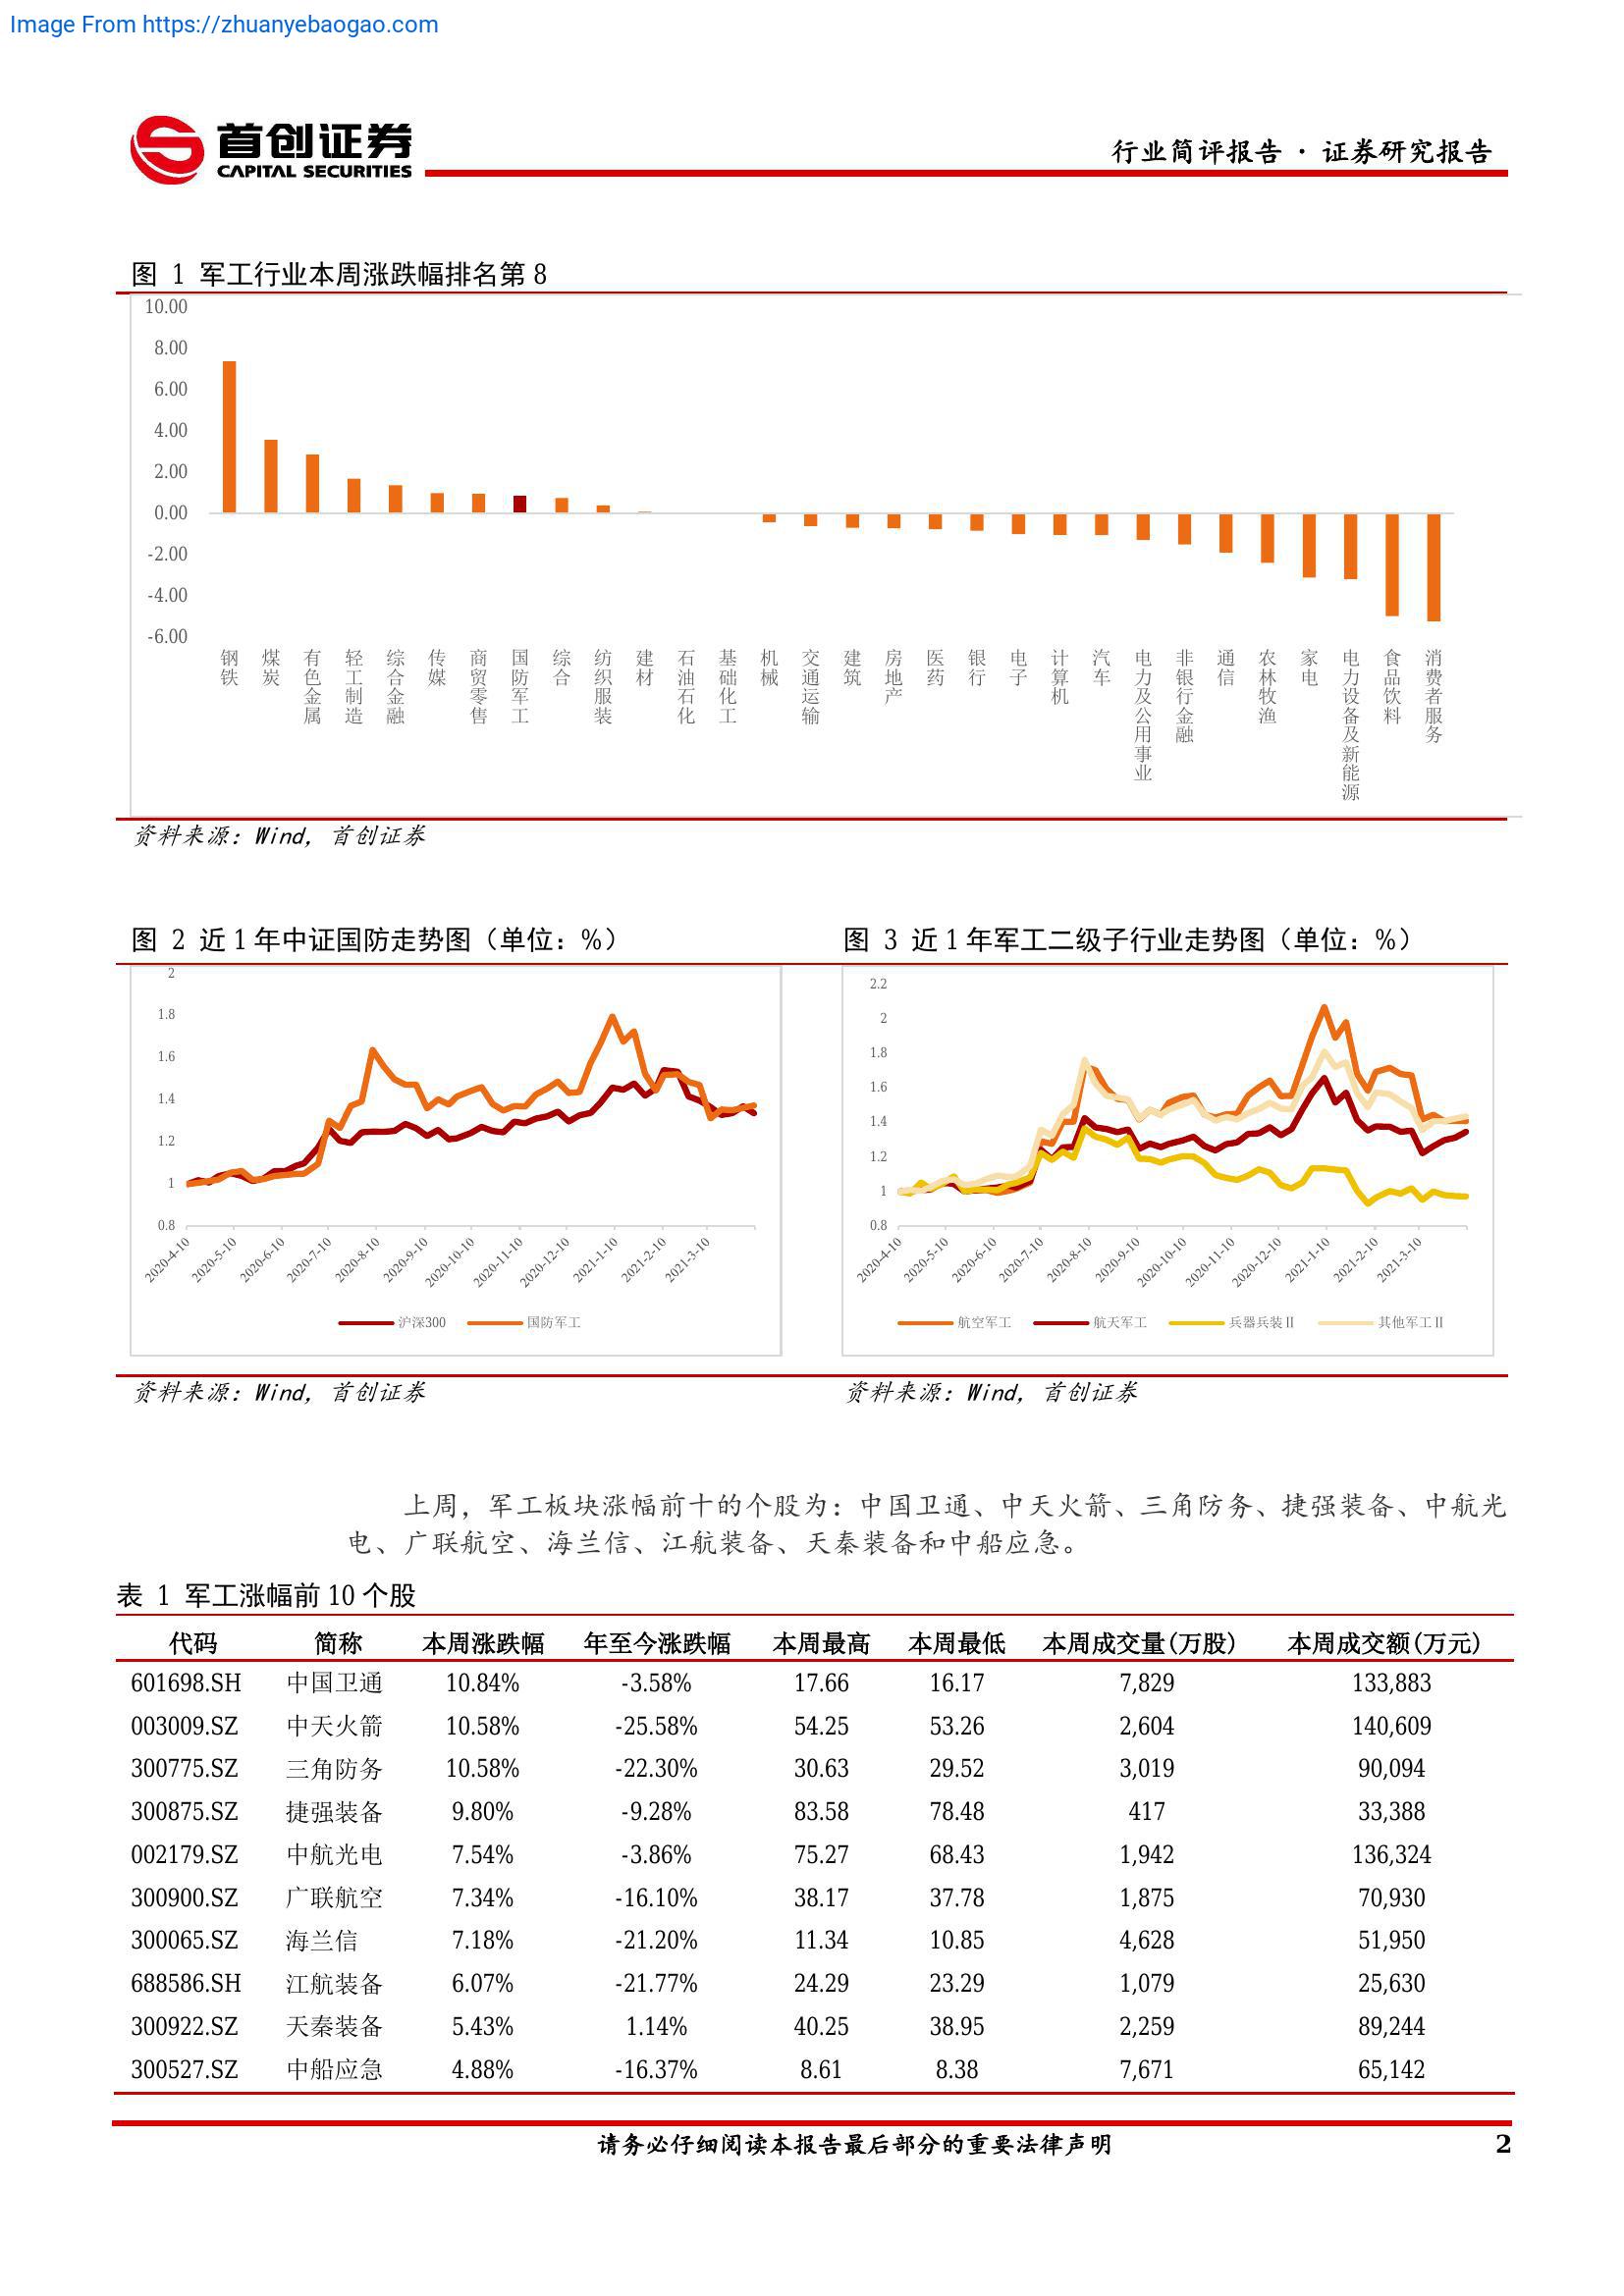 Image From https://zhuanyebaogao.com
首创证券
CAPITAL SECURITIES
行业简评报告 · 证券研究报告
图 1 军工行业本周涨跌幅排名第 8
10.00
8.00
6.00
4.00
2.00
0.00
-2.00
-4.00
-6.00
钢铁
煤炭
有色金属
轻工制造
综合金融
传媒
商贸零售
国防军工
综合
纺织服装
建材
石油石化
基础化工
机械
交通运输
建筑
房地产
医药
银行
电子
计算机
汽车
电力及公用事业
非银行金融
通信
农林牧渔
家电
电力设备及新能源
食品饮料
消费者服务
资料来源：Wind，首创证券
图 2 近 1 年中证国防走势图（单位：%）
2
1.8
1.6
1.4
1.2
1
0.8
2020-4-10
2020-5-10
2020-6-10
2020-7-10
2020-8-10
2020-9-10
2020-10-10
2020-11-10
2020-12-10
2021-1-10
2021-2-10
2021-3-10
沪深300 国防军工
资料来源：Wind，首创证券
图 3 近 1 年军工二级子行业走势图（单位：%）
2.2
2
1.8
1.6
1.4
1.2
1
0.8
2020-4-10
2020-5-10
2020-6-10
2020-7-10
2020-8-10
2020-9-10
2020-10-10
2020-11-10
2020-12-10
2021-1-10
2021-2-10
2021-3-10
航空军工 航天军工 兵器兵装Ⅱ 其他军工Ⅱ
资料来源：Wind，首创证券
上周，军工板块涨幅前十的个股为：中国卫通、中天火箭、三角防务、捷强装备、中航光
电、广联航空、海兰信、江航装备、天秦装备和中船应急。
表 1 军工涨幅前 10 个股
代码 简称 本周涨跌幅 年至今涨跌幅 本周最高 本周最低 本周成交量(万股) 本周成交额(万元)
601698.SH 中国卫通 10.84% -3.58% 17.66 16.17 7,829 133,883
003009.SZ 中天火箭 10.58% -25.58% 54.25 53.26 2,604 140,609
300775.SZ 三角防务 10.58% -22.30% 30.63 29.52 3,019 90,094
300875.SZ 捷强装备 9.80% -9.28% 83.58 78.48 417 33,388
002179.SZ 中航光电 7.54% -3.86% 75.27 68.43 1,942 136,324
300900.SZ 广联航空 7.34% -16.10% 38.17 37.78 1,875 70,930
300065.SZ 海兰信 7.18% -21.20% 11.34 10.85 4,628 51,950
688586.SH 江航装备 6.07% -21.77% 24.29 23.29 1,079 25,630
300922.SZ 天秦装备 5.43% 1.14% 40.25 38.95 2,259 89,244
300527.SZ 中船应急 4.88% -16.37% 8.61 8.38 7,671 65,142
请务必仔细阅读本报告最后部分的重要法律声明
2